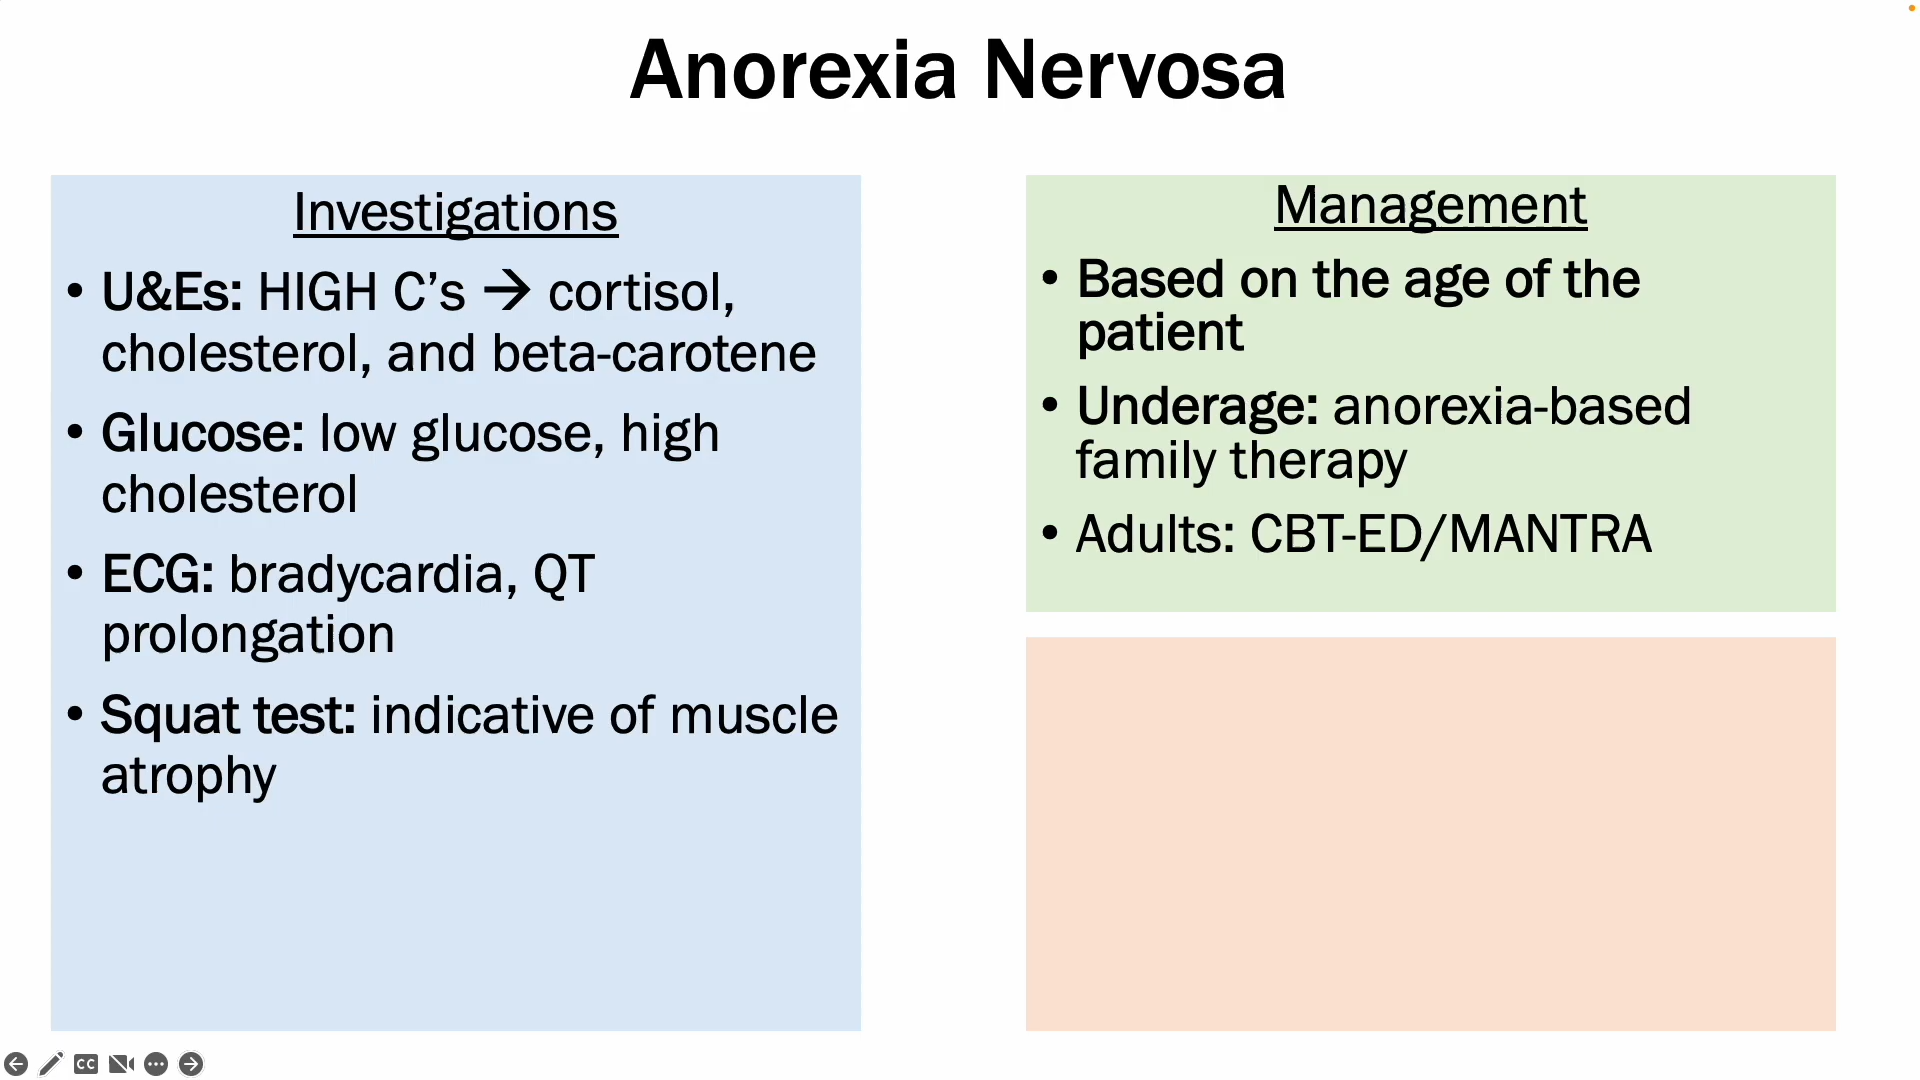 Anorexia Nervosa
Investigations
• U&Es: HIGH C’s → cortisol,
cholesterol, and beta-carotene
• Glucose: low glucose, high
cholesterol
• ECG: bradycardia, QT
prolongation
• Squat test: indicative of muscle
atrophy
Management
• Based on the age of the
patient
• Underage: anorexia-based
family therapy
• Adults: CBT-ED/MANTRA
CC